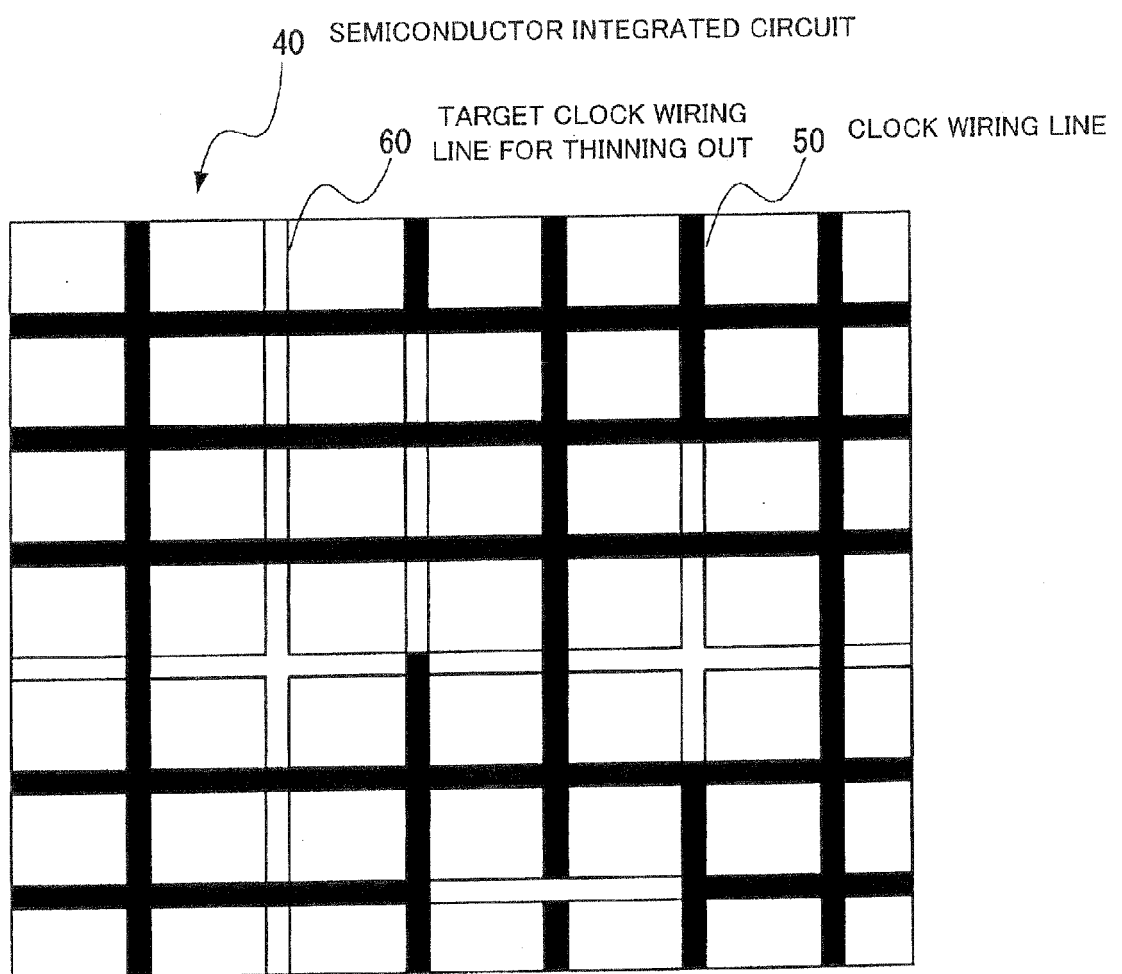 40 SEMICONDUCTOR INTEGRATED CIRCUIT
60 TARGET CLOCK WIRING
LINE FOR THINNING OUT
50 CLOCK WIRING LINE